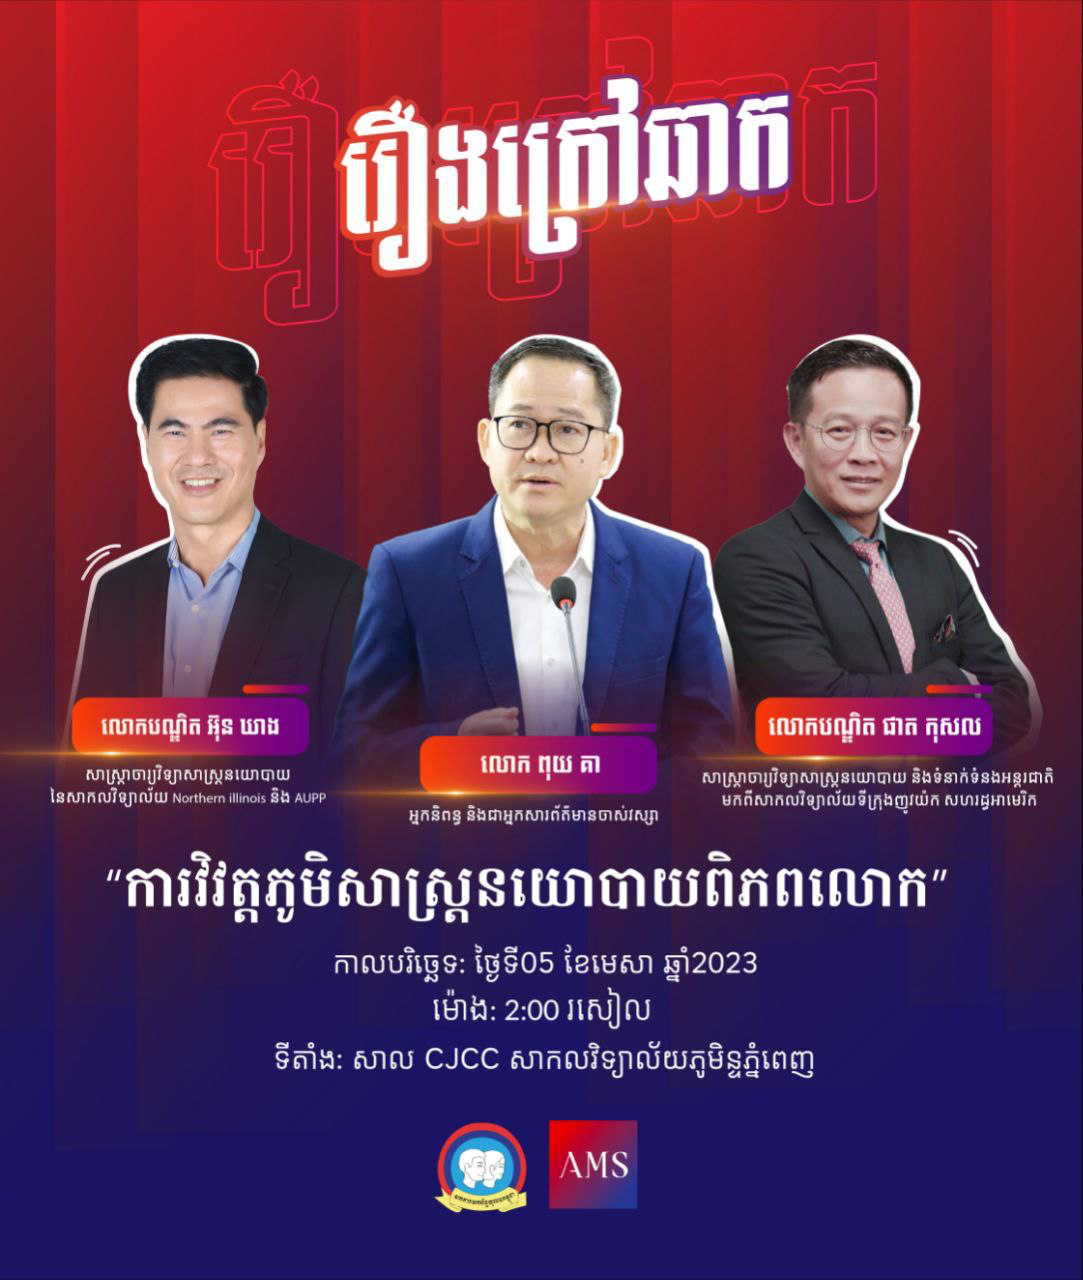 រឿងក្រៅឆាក
លោកបណ្ឌិត អ៊ុន ឃាង
សាស្ត្រាចារ្យវិទ្យាសាស្ត្រនយោបាយ
នៃសាកលវិទ្យាល័យ Northern illinois និង AUPP
លោក ពុយ គា
អ្នកនិពន្ធ និងជាអ្នកសារព័ត៌មានចាស់វស្សា
លោកបណ្ឌិត ផាត កុសល
សាស្ត្រាចារ្យវិទ្យាសាស្ត្រនយោបាយ និងទំនាក់ទំនងអន្តរជាតិ
មកពីសាកលវិទ្យាល័យទីក្រុងញូវយ៉ក សហរដ្ឋអាមេរិក
“ការវិវត្តភូមិសាស្ត្រនយោបាយពិភពលោក”
កាលបរិច្ឆេទ: ថ្ងៃទី05 ខែមេសា ឆ្នាំ2023
ម៉ោង: 2:00 រសៀល
ទីតាំង: សាល CJCC សាកលវិទ្យាល័យភូមិន្ទភ្នំពេញ
AMS